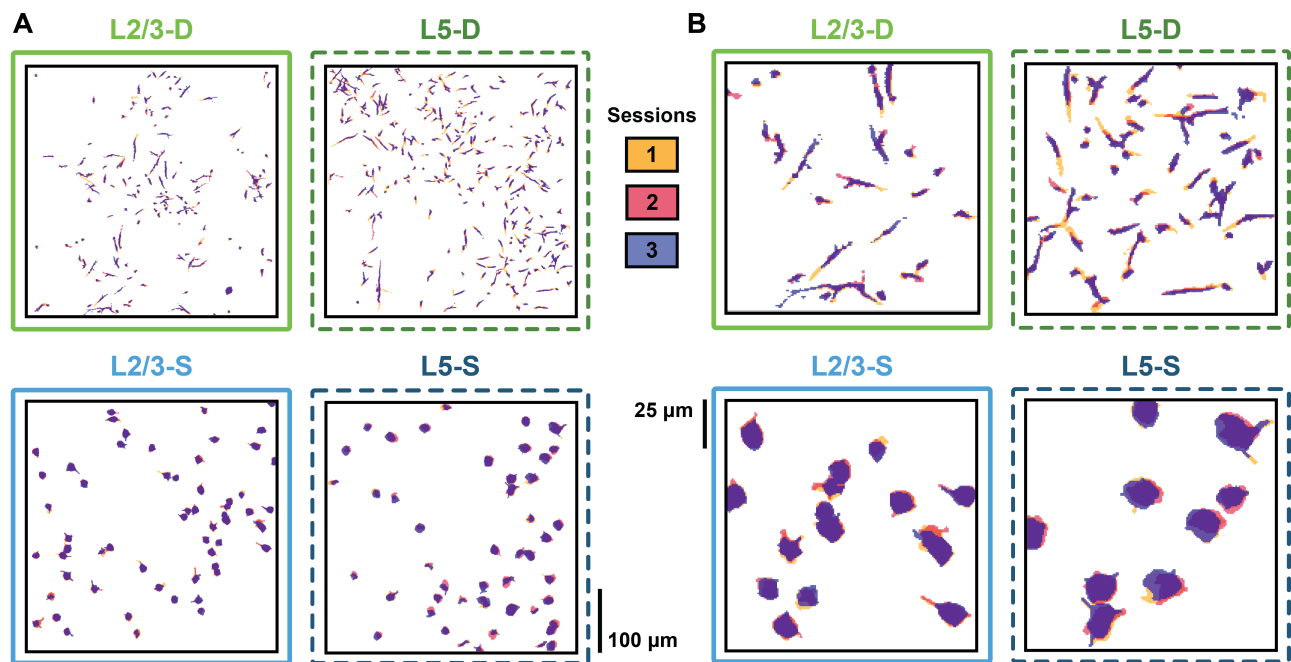 A
L2/3-D
L5-D
Sessions
1
2
3
L2/3-S
L5-S
100 µm
B
L2/3-D
L5-D
25 µm
L2/3-S
L5-S